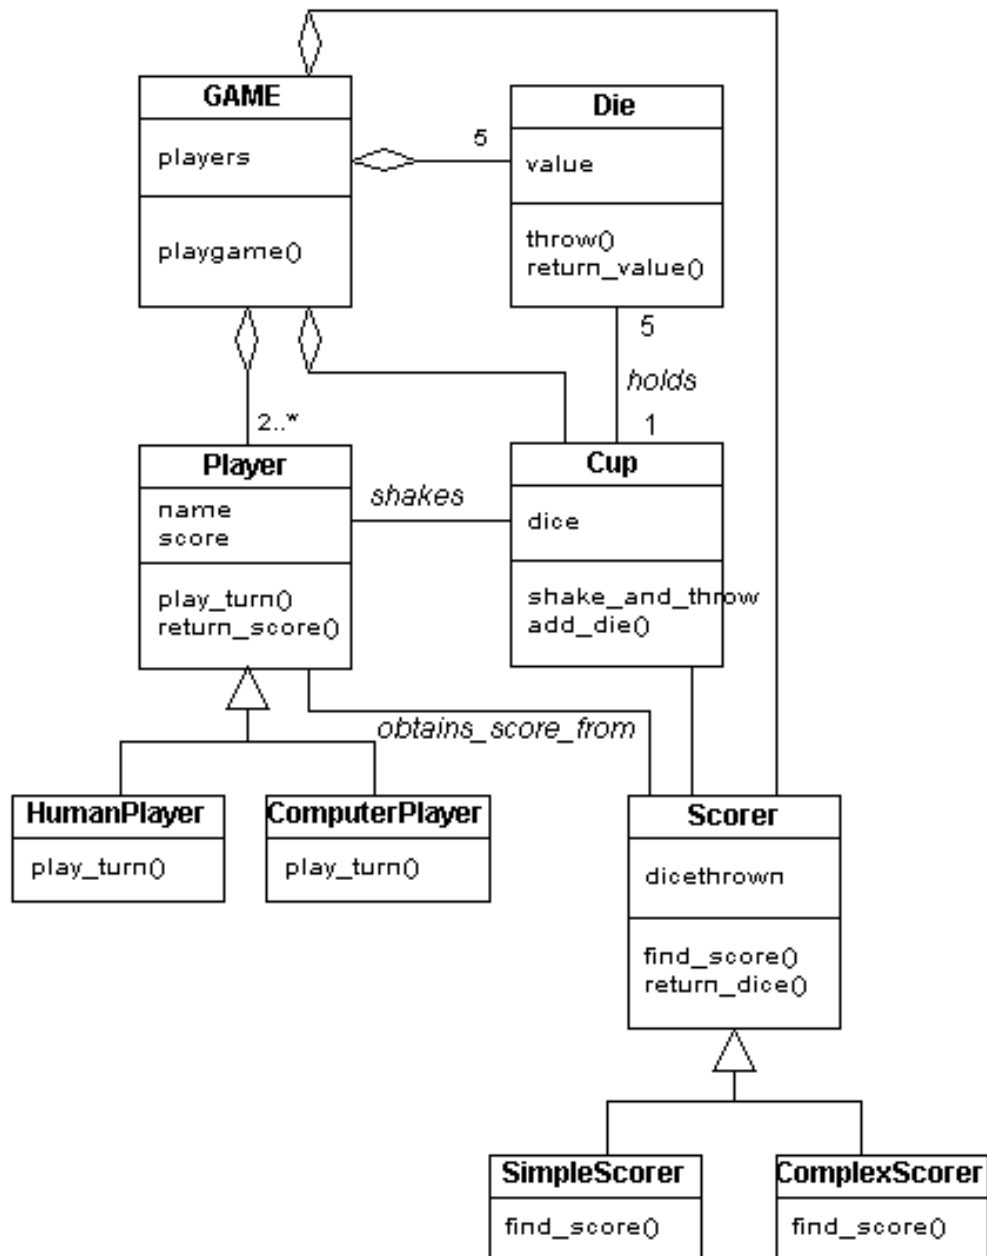 GAME
players
playgame()
5
Die
value
throw()
return_value()
5
holds
1
2..*
Player
name
score
play_turn()
return_score()
shakes
Cup
dice
shake_and_throw
add_die()
obtains_score_from
HumanPlayer
play_turn()
ComputerPlayer
play_turn()
Scorer
dicethrown
find_score()
return_dice()
SimpleScorer
find_score()
ComplexScorer
find_score()